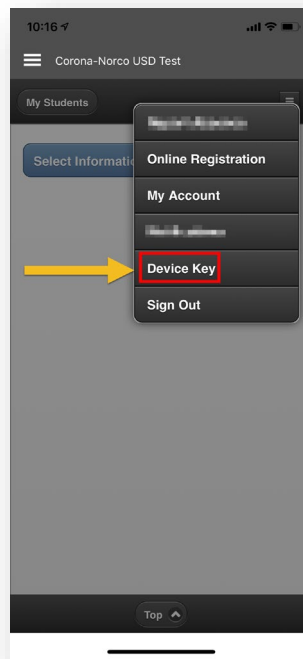 10:16
Corona-Norco USD Test
My Students
Select Informatio
Online Registration
My Account
Device Key
Sign Out
Top